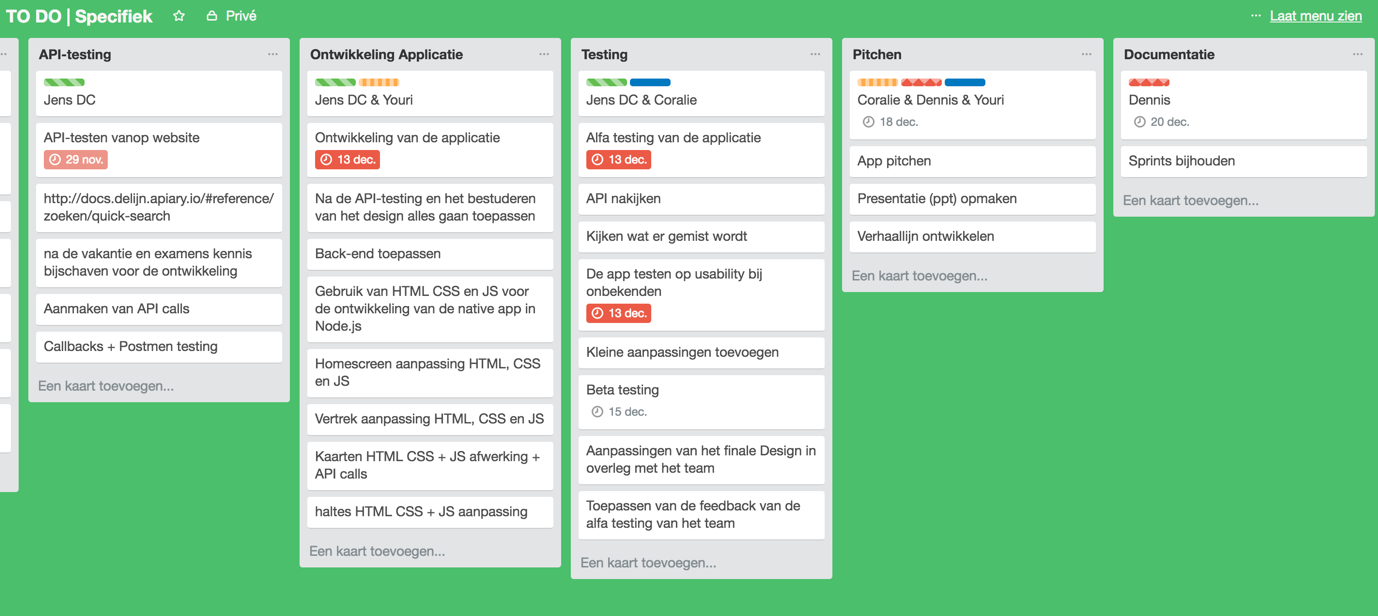 TO DO | Specifiek
Privé
··· Laat menu zien
···
API-testing ···
Jens DC
API-testen vanop website
29 nov.
http://docs.delijn.apiary.io/#reference/
zoeken/quick-search
na de vakantie en examens kennis
bijschaven voor de ontwikkeling
Aanmaken van API calls
Callbacks + Postmen testing
Een kaart toevoegen...
Ontwikkeling Applicatie ···
Jens DC & Youri
Ontwikkeling van de applicatie
13 dec.
Na de API-testing en het bestuderen
van het design alles gaan toepassen
Back-end toepassen
Gebruik van HTML CSS en JS voor
de ontwikkeling van de native app in
Node.js
Homescreen aanpassing HTML, CSS
en JS
Vertrek aanpassing HTML, CSS en JS
Kaarten HTML CSS + JS afwerking +
API calls
haltes HTML CSS + JS aanpassing
Een kaart toevoegen...
Testing ···
Jens DC & Coralie
Alfa testing van de applicatie
13 dec.
API nakijken
Kijken wat er gemist wordt
De app testen op usability bij
onbekenden
13 dec.
Kleine aanpassingen toevoegen
Beta testing
15 dec.
Aanpassingen van het finale Design in
overleg met het team
Toepassen van de feedback van de
alfa testing van het team
Een kaart toevoegen...
Pitchen ···
Coralie & Dennis & Youri
18 dec.
App pitchen
Presentatie (ppt) opmaken
Verhaallijn ontwikkelen
Een kaart toevoegen...
Documentatie ···
Dennis
20 dec.
Sprints bijhouden
Een kaart toevoegen...